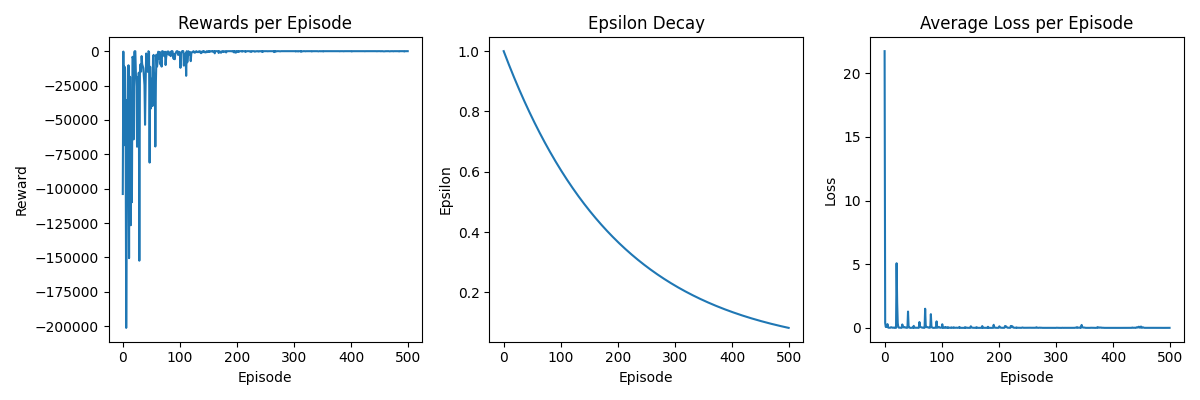 Rewards per Episode
0
−25000
−50000
−75000
−100000
−125000
−150000
−175000
−200000
Reward
0 100 200 300 400 500
Episode
Epsilon Decay
1.0
0.8
0.6
0.4
0.2
Epsilon
0 100 200 300 400 500
Episode
Average Loss per Episode
20
15
10
5
0
Loss
0 100 200 300 400 500
Episode